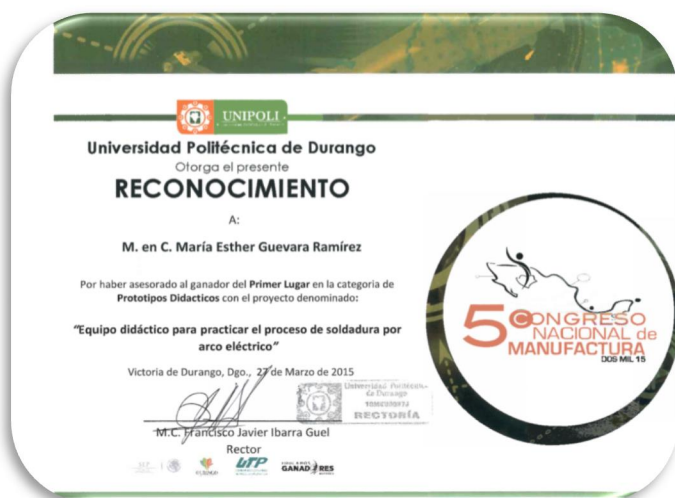 UNIPOLI
Universidad Politécnica de Durango
Otorga el presente
RECONOCIMIENTO
A:
M. en C. María Esther Guevara Ramírez
Por haber asesorado al ganador del Primer Lugar en la categoria de
Prototipos Didacticos con el proyecto denominado:
"Equipo didáctico para practicar el proceso de soldadura por
arco eléctrico"
Victoria de Durango, Dgo., 27 de Marzo de 2015
Universidad Politécnica
de Durango
RECTORÍA
M.C. Francisco Javier Ibarra Guel
Rector
UTP
GANADORES
5 CONGRESO
NACIONAL de
MANUFACTURA
DOS MIL 15